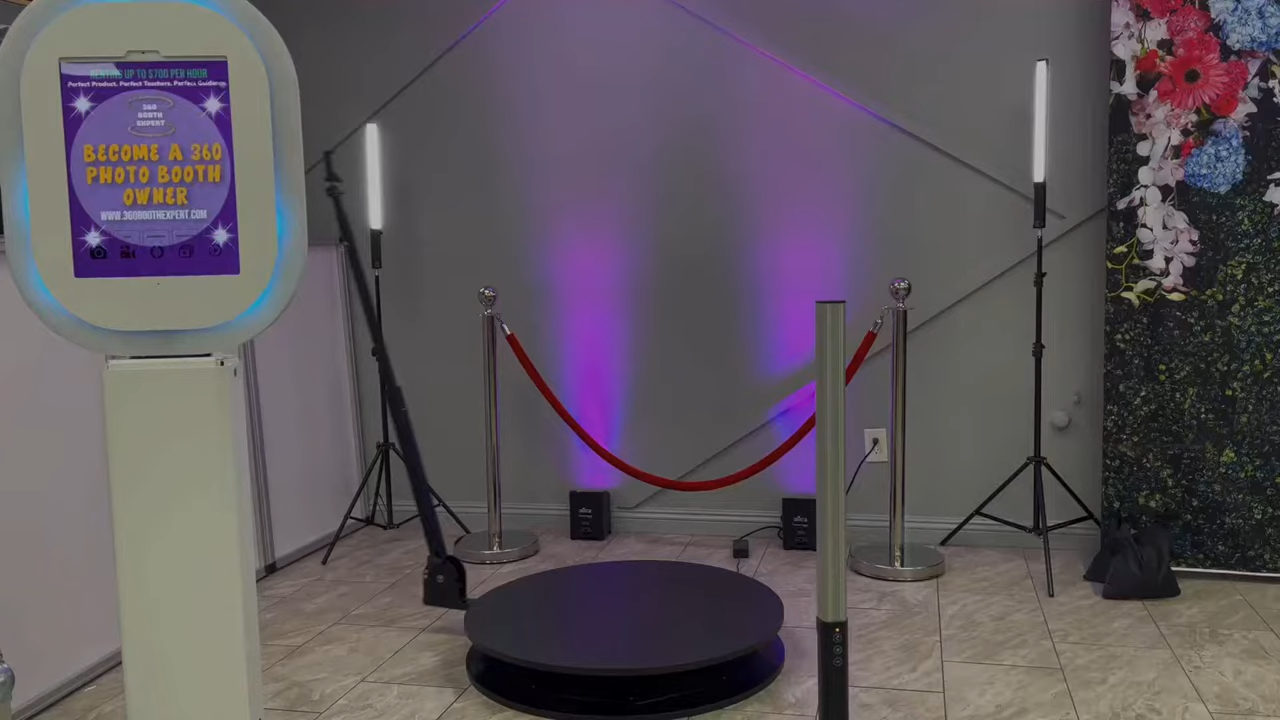 RENTING UP TO $700 PER HOUR
Perfect Product. Perfect Teachers. Perfect Guidance
360
BOOTH
EXPERT
BECOME A 360
PHOTO BOOTH
OWNER
WWW.360BOOTHEXPERT.COM